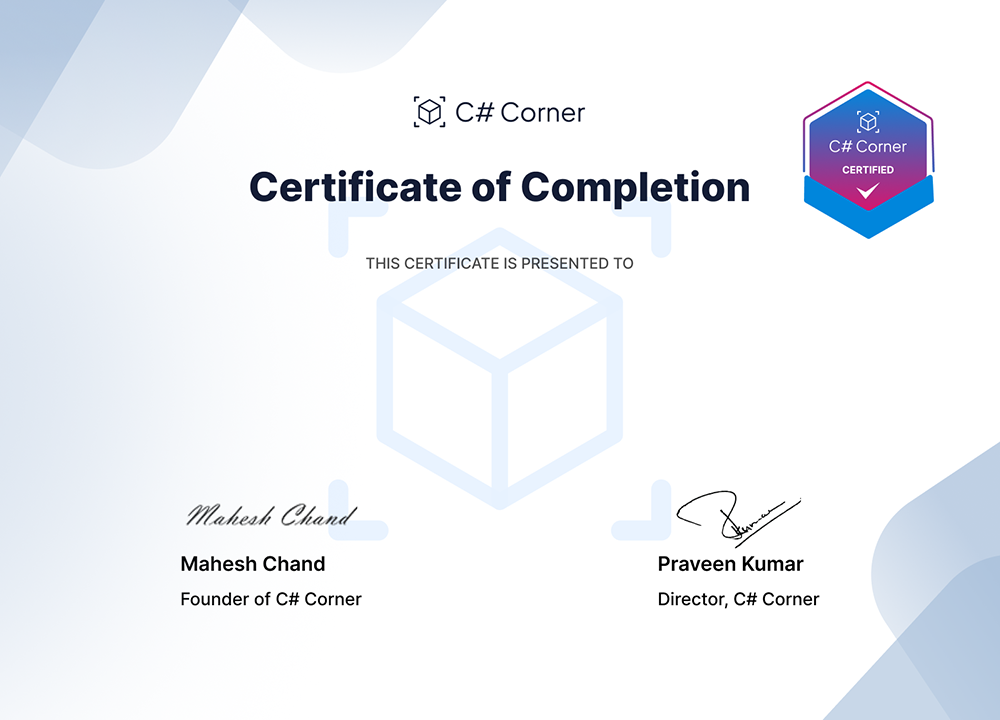 C# Corner
C# Corner
CERTIFIED
Certificate of Completion
THIS CERTIFICATE IS PRESENTED TO
Mahesh Chand
Mahesh Chand
Founder of C# Corner
Pkumar
Praveen Kumar
Director, C# Corner